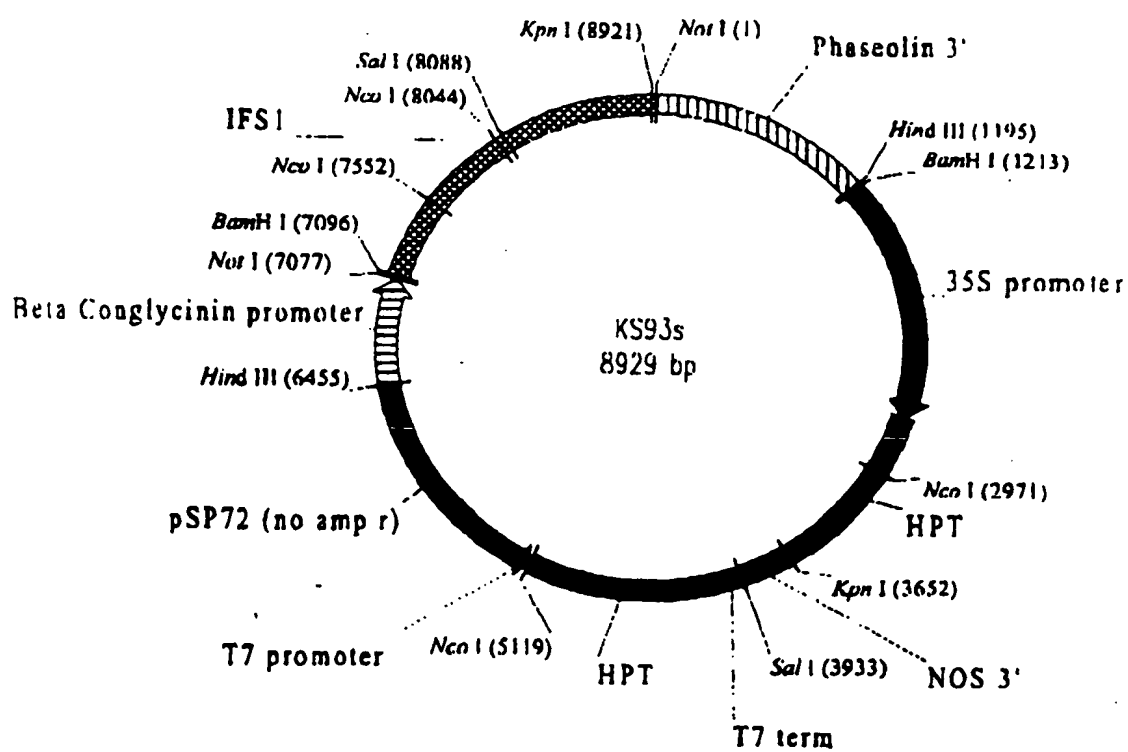 Kpn I (8921)
Not I (1)
Phaseolin 3'
Sal I (8088)
Nco I (8044)
IFS1
Hind III (1195)
BamH I (1213)
Nco I (7552)
BamH I (7096)
Not I (7077)
35S promoter
Beta Conglycinin promoter
KS93s
8929 bp
Hind III (6455)
Nco I (2971)
pSP72 (no amp r)
HPT
Kpn I (3652)
T7 promoter
Nco I (5119)
HPT
Sal I (3933)
NOS 3'
T7 term